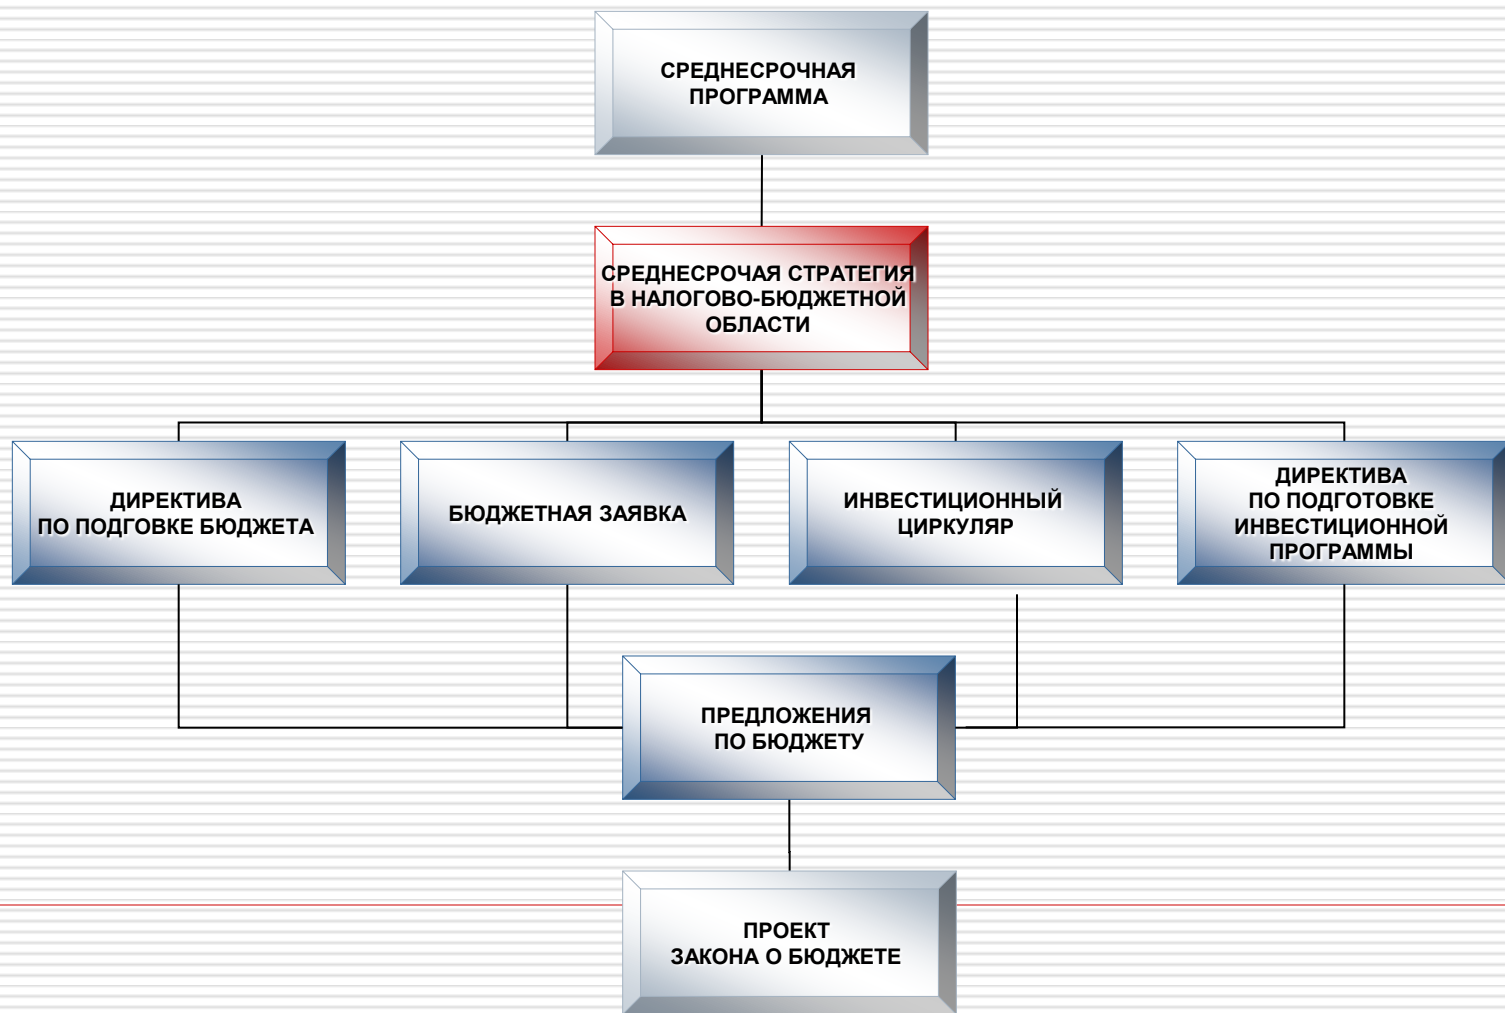 СРЕДНЕСРОЧНАЯ
ПРОГРАММА
СРЕДНЕСРОЧАЯ СТРАТЕГИЯ
В НАЛОГОВО-БЮДЖЕТНОЙ
ОБЛАСТИ
ДИРЕКТИВА
ПО ПОДГОВКЕ БЮДЖЕТА
БЮДЖЕТНАЯ ЗАЯВКА
ИНВЕСТИЦИОННЫЙ
ЦИРКУЛЯР
ДИРЕКТИВА
ПО ПОДГОТОВКЕ
ИНВЕСТИЦИОННОЙ
ПРОГРАММЫ
ПРЕДЛОЖЕНИЯ
ПО БЮДЖЕТУ
ПРОЕКТ
ЗАКОНА О БЮДЖЕТЕ